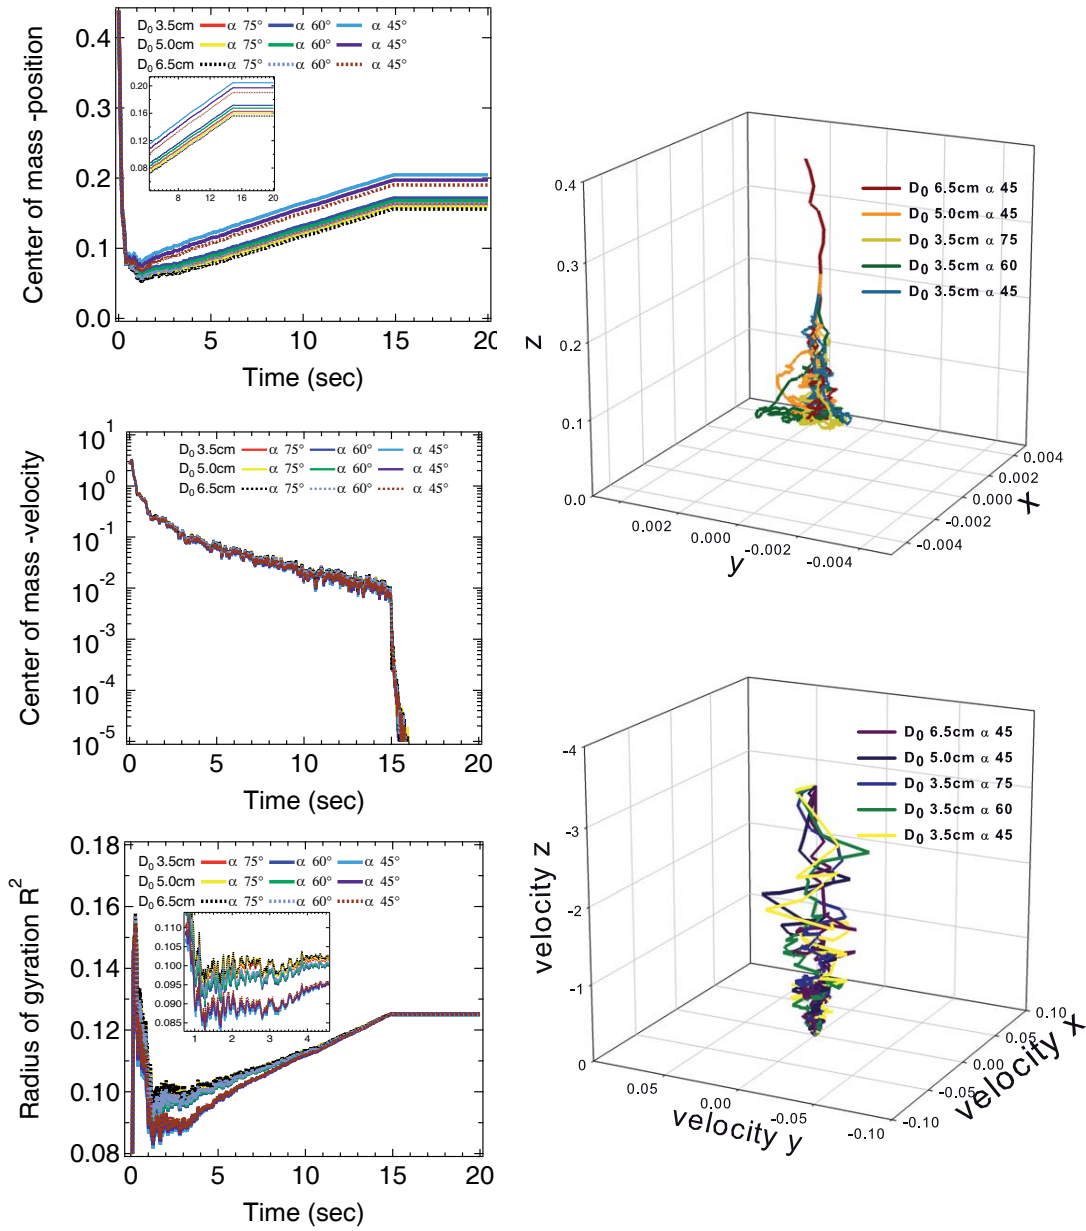 D0 3.5cm α 75° α 60° α 45°
D0 5.0cm α 75° α 60° α 45°
D0 6.5cm α 75° α 60° α 45°
Center of mass -position
0.4
0.3
0.2
0.1
0.0
0.20
0.16
0.12
0.08
8 12 16 20
0 5 10 15 20
Time (sec)
D0 3.5cm α 75° α 60° α 45°
D0 5.0cm α 75° α 60° α 45°
D0 6.5cm α 75° α 60° α 45°
Center of mass -velocity
10^1
10^0
10^-1
10^-2
10^-3
10^-4
10^-5
0 5 10 15 20
Time (sec)
D0 3.5cm α 75° α 60° α 45°
D0 5.0cm α 75° α 60° α 45°
D0 6.5cm α 75° α 60° α 45°
Radius of gyration R^2
0.18
0.16
0.14
0.12
0.10
0.08
0.110
0.105
0.100
0.095
0.090
0.085
1 2 3 4
0 5 10 15 20
Time (sec)
D0 6.5cm α 45
D0 5.0cm α 45
D0 3.5cm α 75
D0 3.5cm α 60
D0 3.5cm α 45
z
0.4
0.3
0.2
0.1
0.0
0.002 0.000 -0.002 -0.004
y
0.004
0.002
0.000
-0.002
-0.004
x
D0 6.5cm α 45
D0 5.0cm α 45
D0 3.5cm α 75
D0 3.5cm α 60
D0 3.5cm α 45
velocity z
-4
-3
-2
-1
0
0.05 0.00 -0.05 -0.10
velocity y
0.10
0.05
0.00
-0.05
-0.10
velocity x